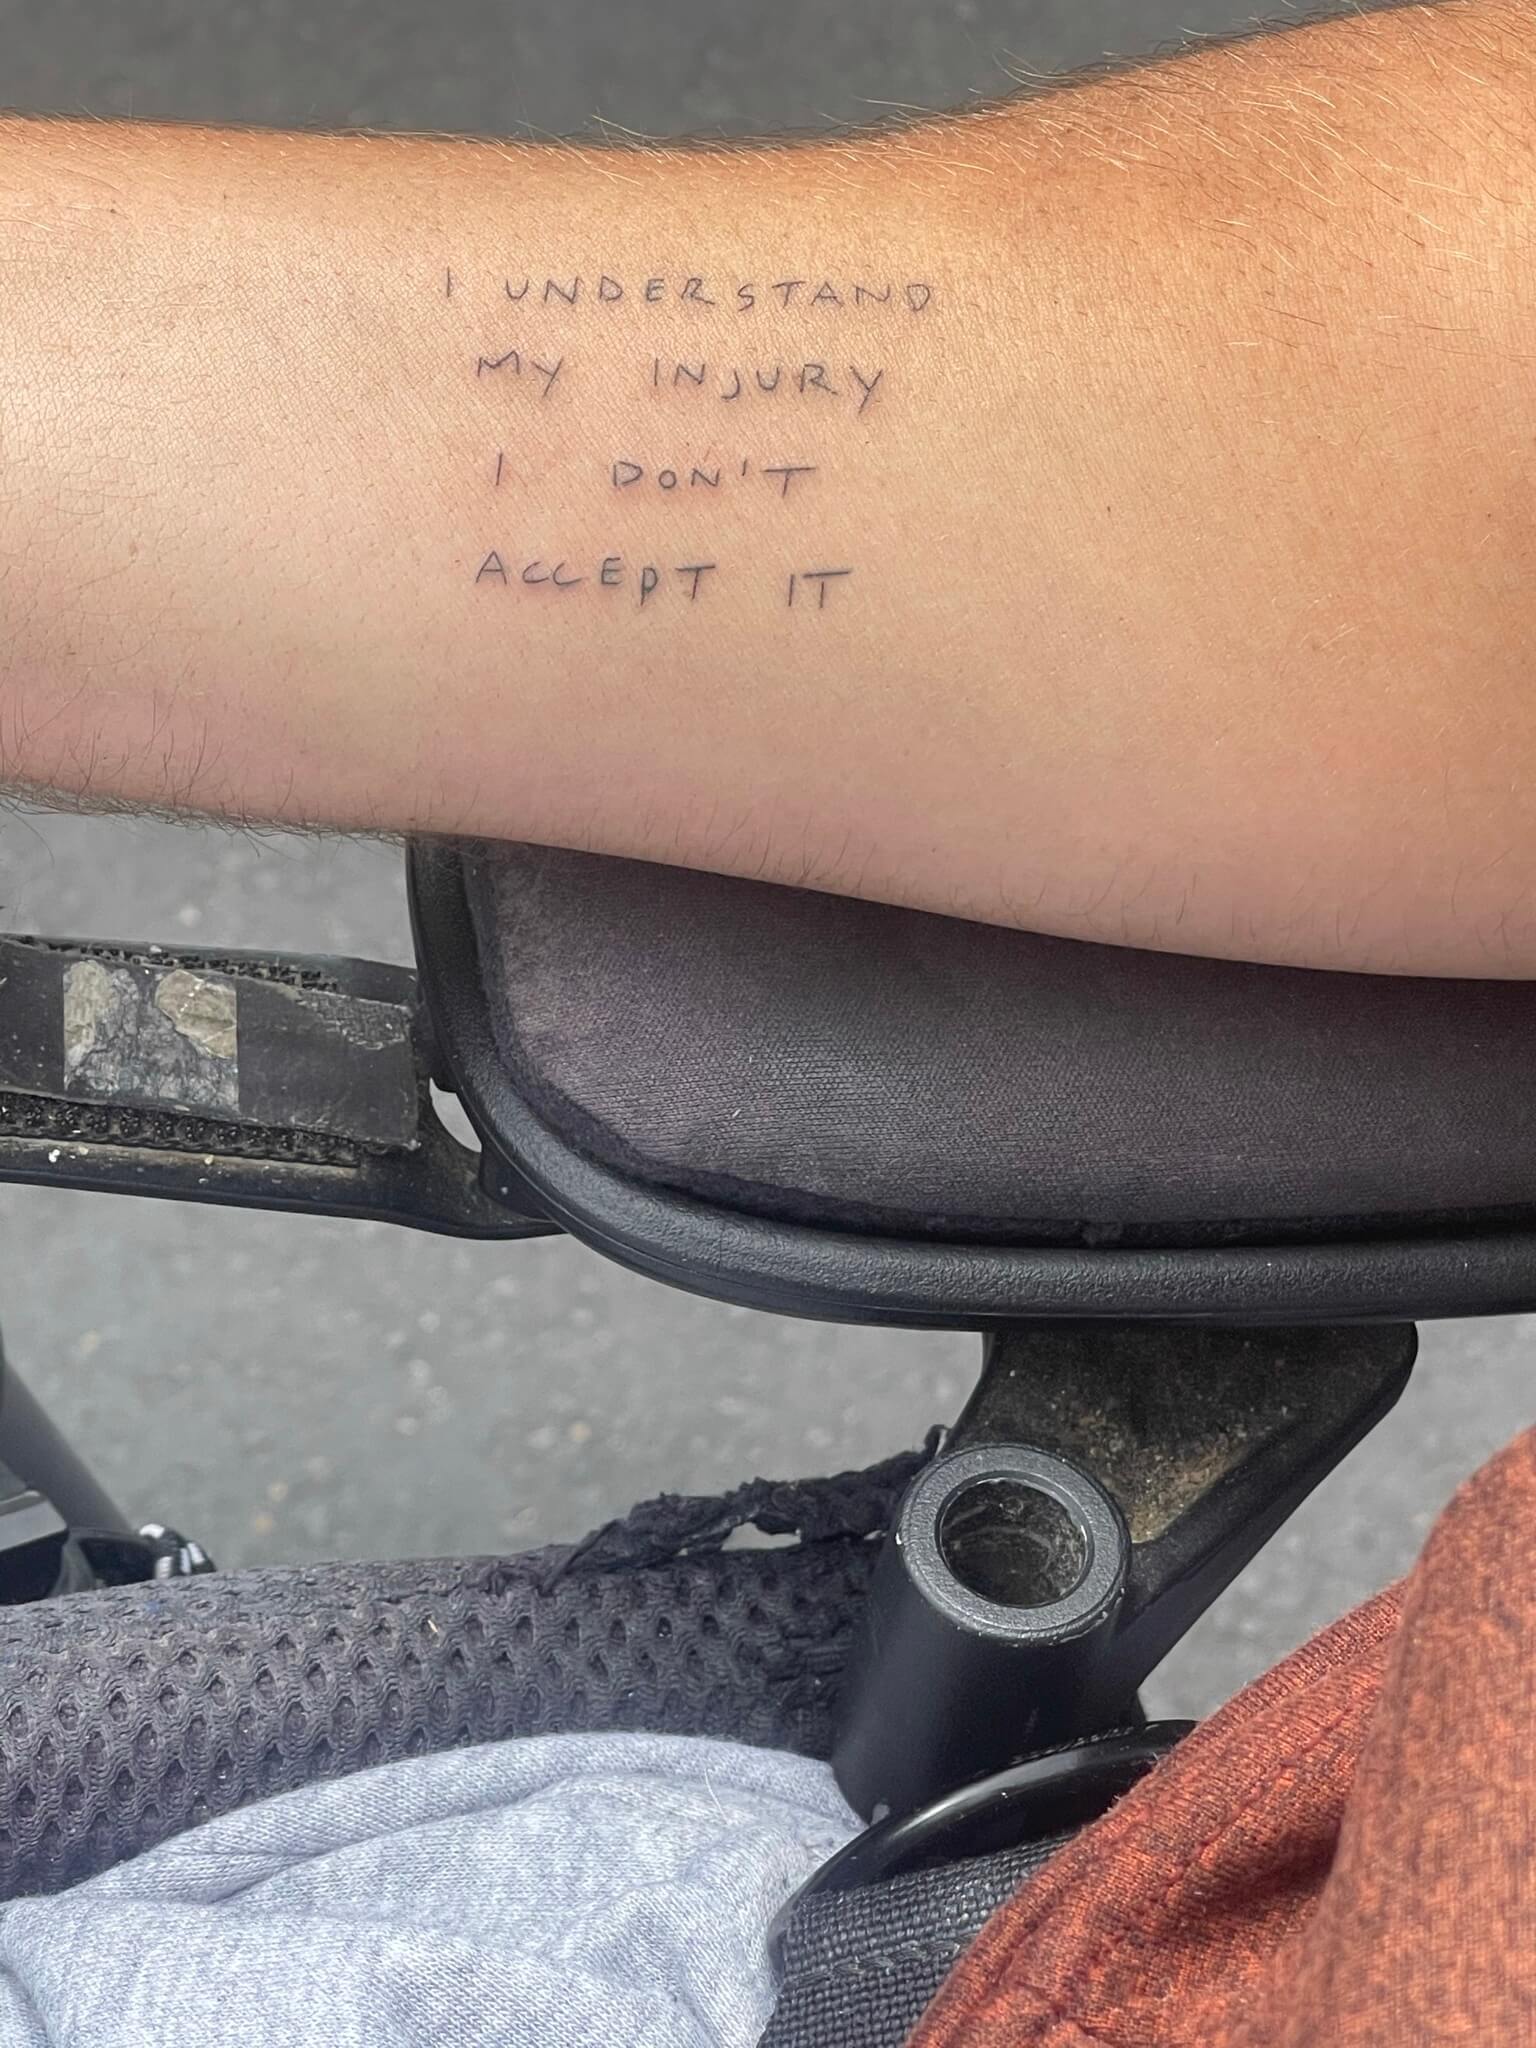 I UNDERSTAND
MY INJURY
I DON'T
ACCEPT IT